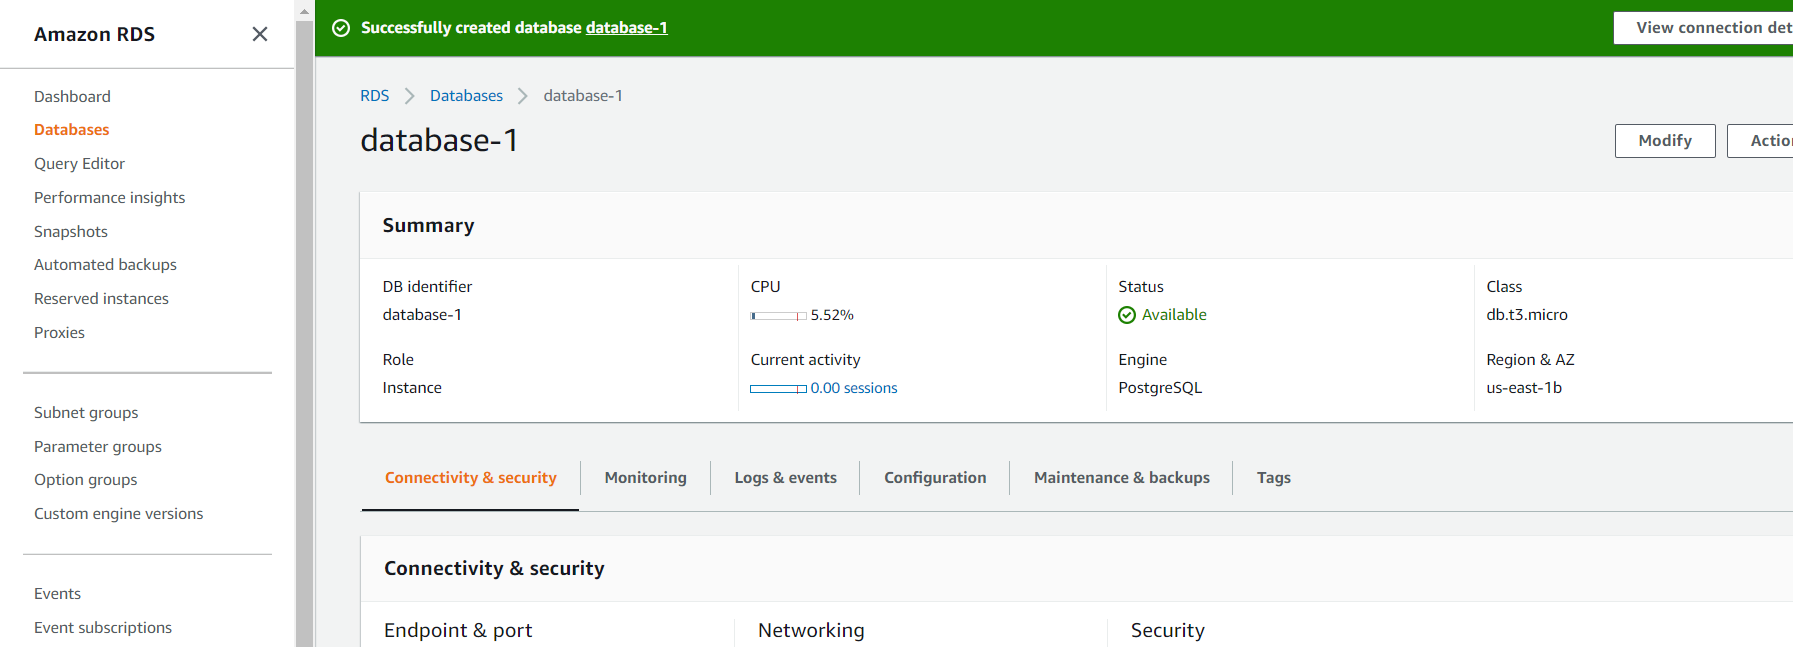 Amazon RDS
Dashboard
Databases
Query Editor
Performance insights
Snapshots
Automated backups
Reserved instances
Proxies
Subnet groups
Parameter groups
Option groups
Custom engine versions
Events
Event subscriptions
Successfully created database database-1
View connection det
RDS Databases database-1
database-1
Modify
Actio
Summary
DB identifier
database-1
CPU
5.52%
Status
Available
Class
db.t3.micro
Role
Instance
Current activity
0.00 sessions
Engine
PostgreSQL
Region & AZ
us-east-1b
Connectivity & security
Monitoring
Logs & events
Configuration
Maintenance & backups
Tags
Connectivity & security
Endpoint & port
Networking
Security